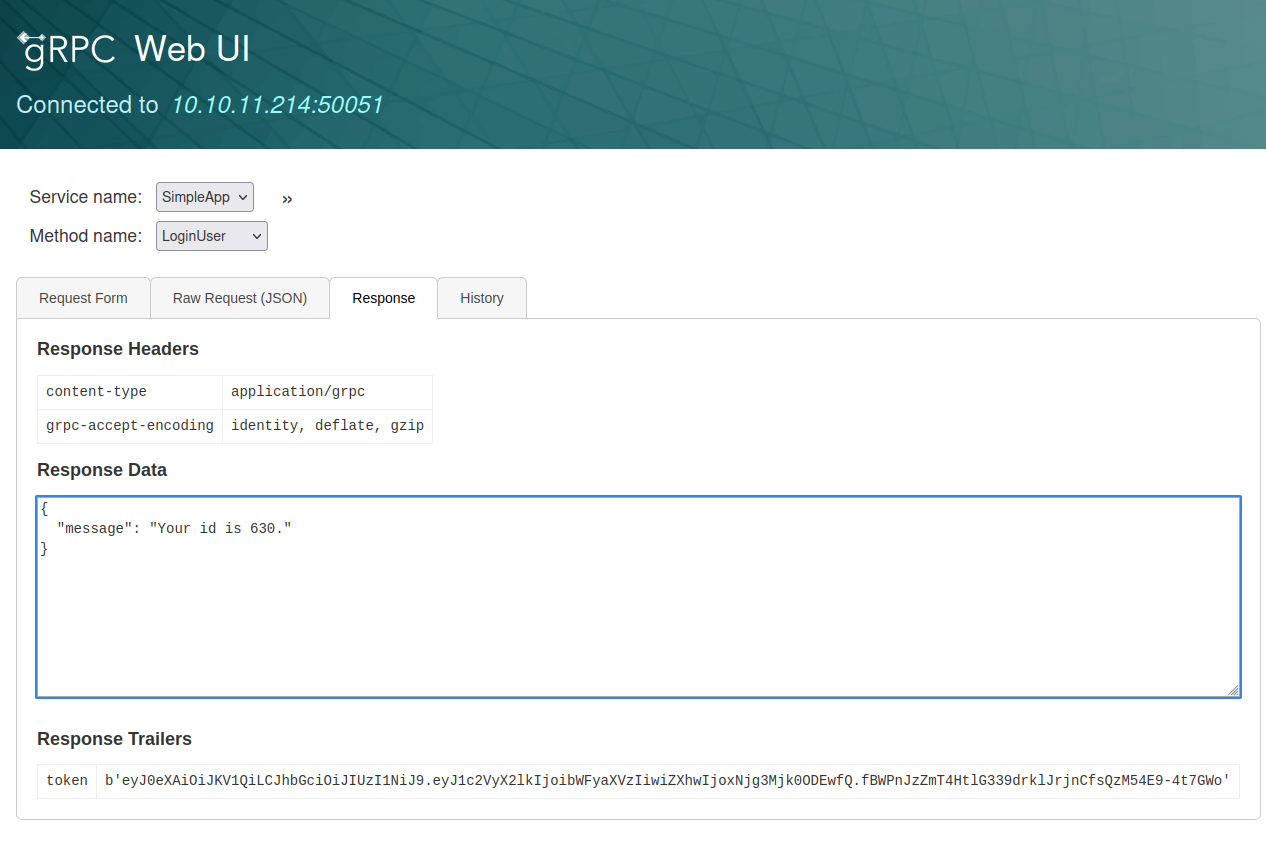 gRPC Web UI
Connected to 10.10.11.214:50051
Service name: SimpleApp »
Method name: LoginUser
Request Form Raw Request (JSON) Response History
Response Headers
content-type application/grpc
grpc-accept-encoding identity, deflate, gzip
Response Data
{
  "message": "Your id is 630."
}
Response Trailers
token b'eyJ0eXAiOiJKV1QiLCJhbGciOiJIUzI1NiJ9.eyJ1c2VyX2lkIjoibWFyaXVzIiwiZXhwIjoxNjg3Mjk0ODEwfQ.fBWPnJzZmT4HtlG339drklJrjnCfsQzM54E9-4t7GWo'